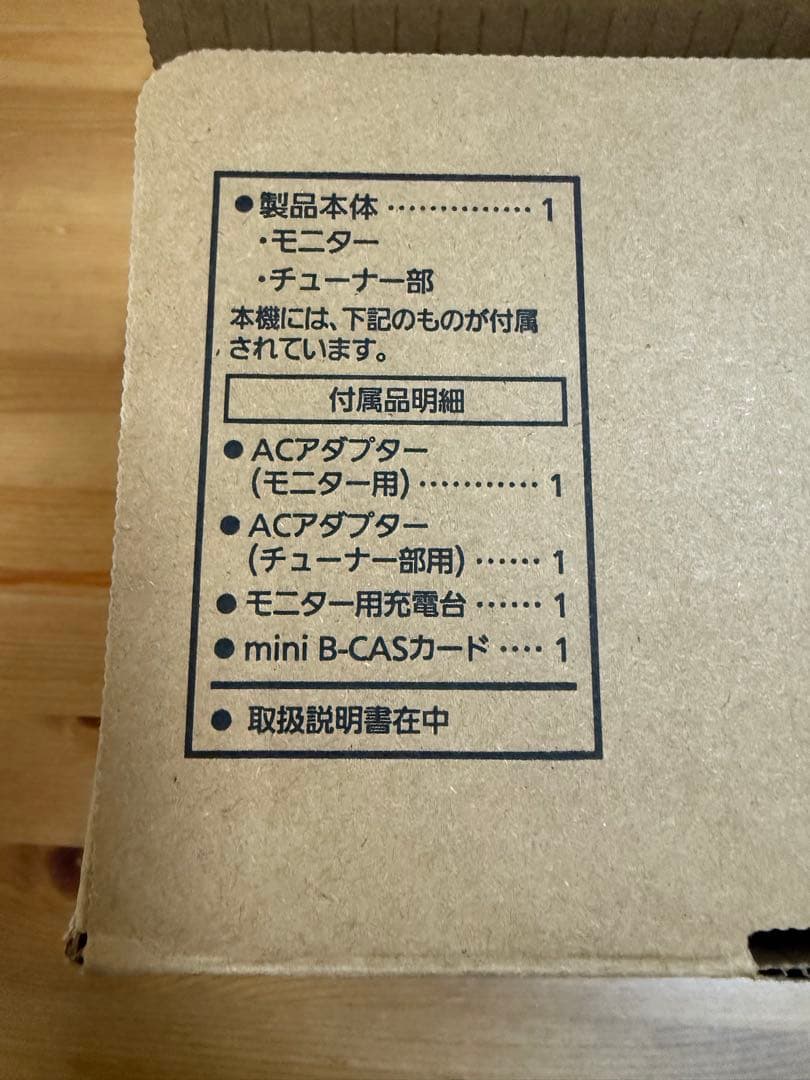 ●製品本体 ·············· 1
・モニター
・チューナー部
本機には、下記のものが付属
されています。
付属品明細
●ACアダプター
(モニター用) ··········· 1
●ACアダプター
(チューナー部用) ······ 1
●モニター用充電台 ······ 1
●mini B-CASカード ···· 1
●取扱説明書在中